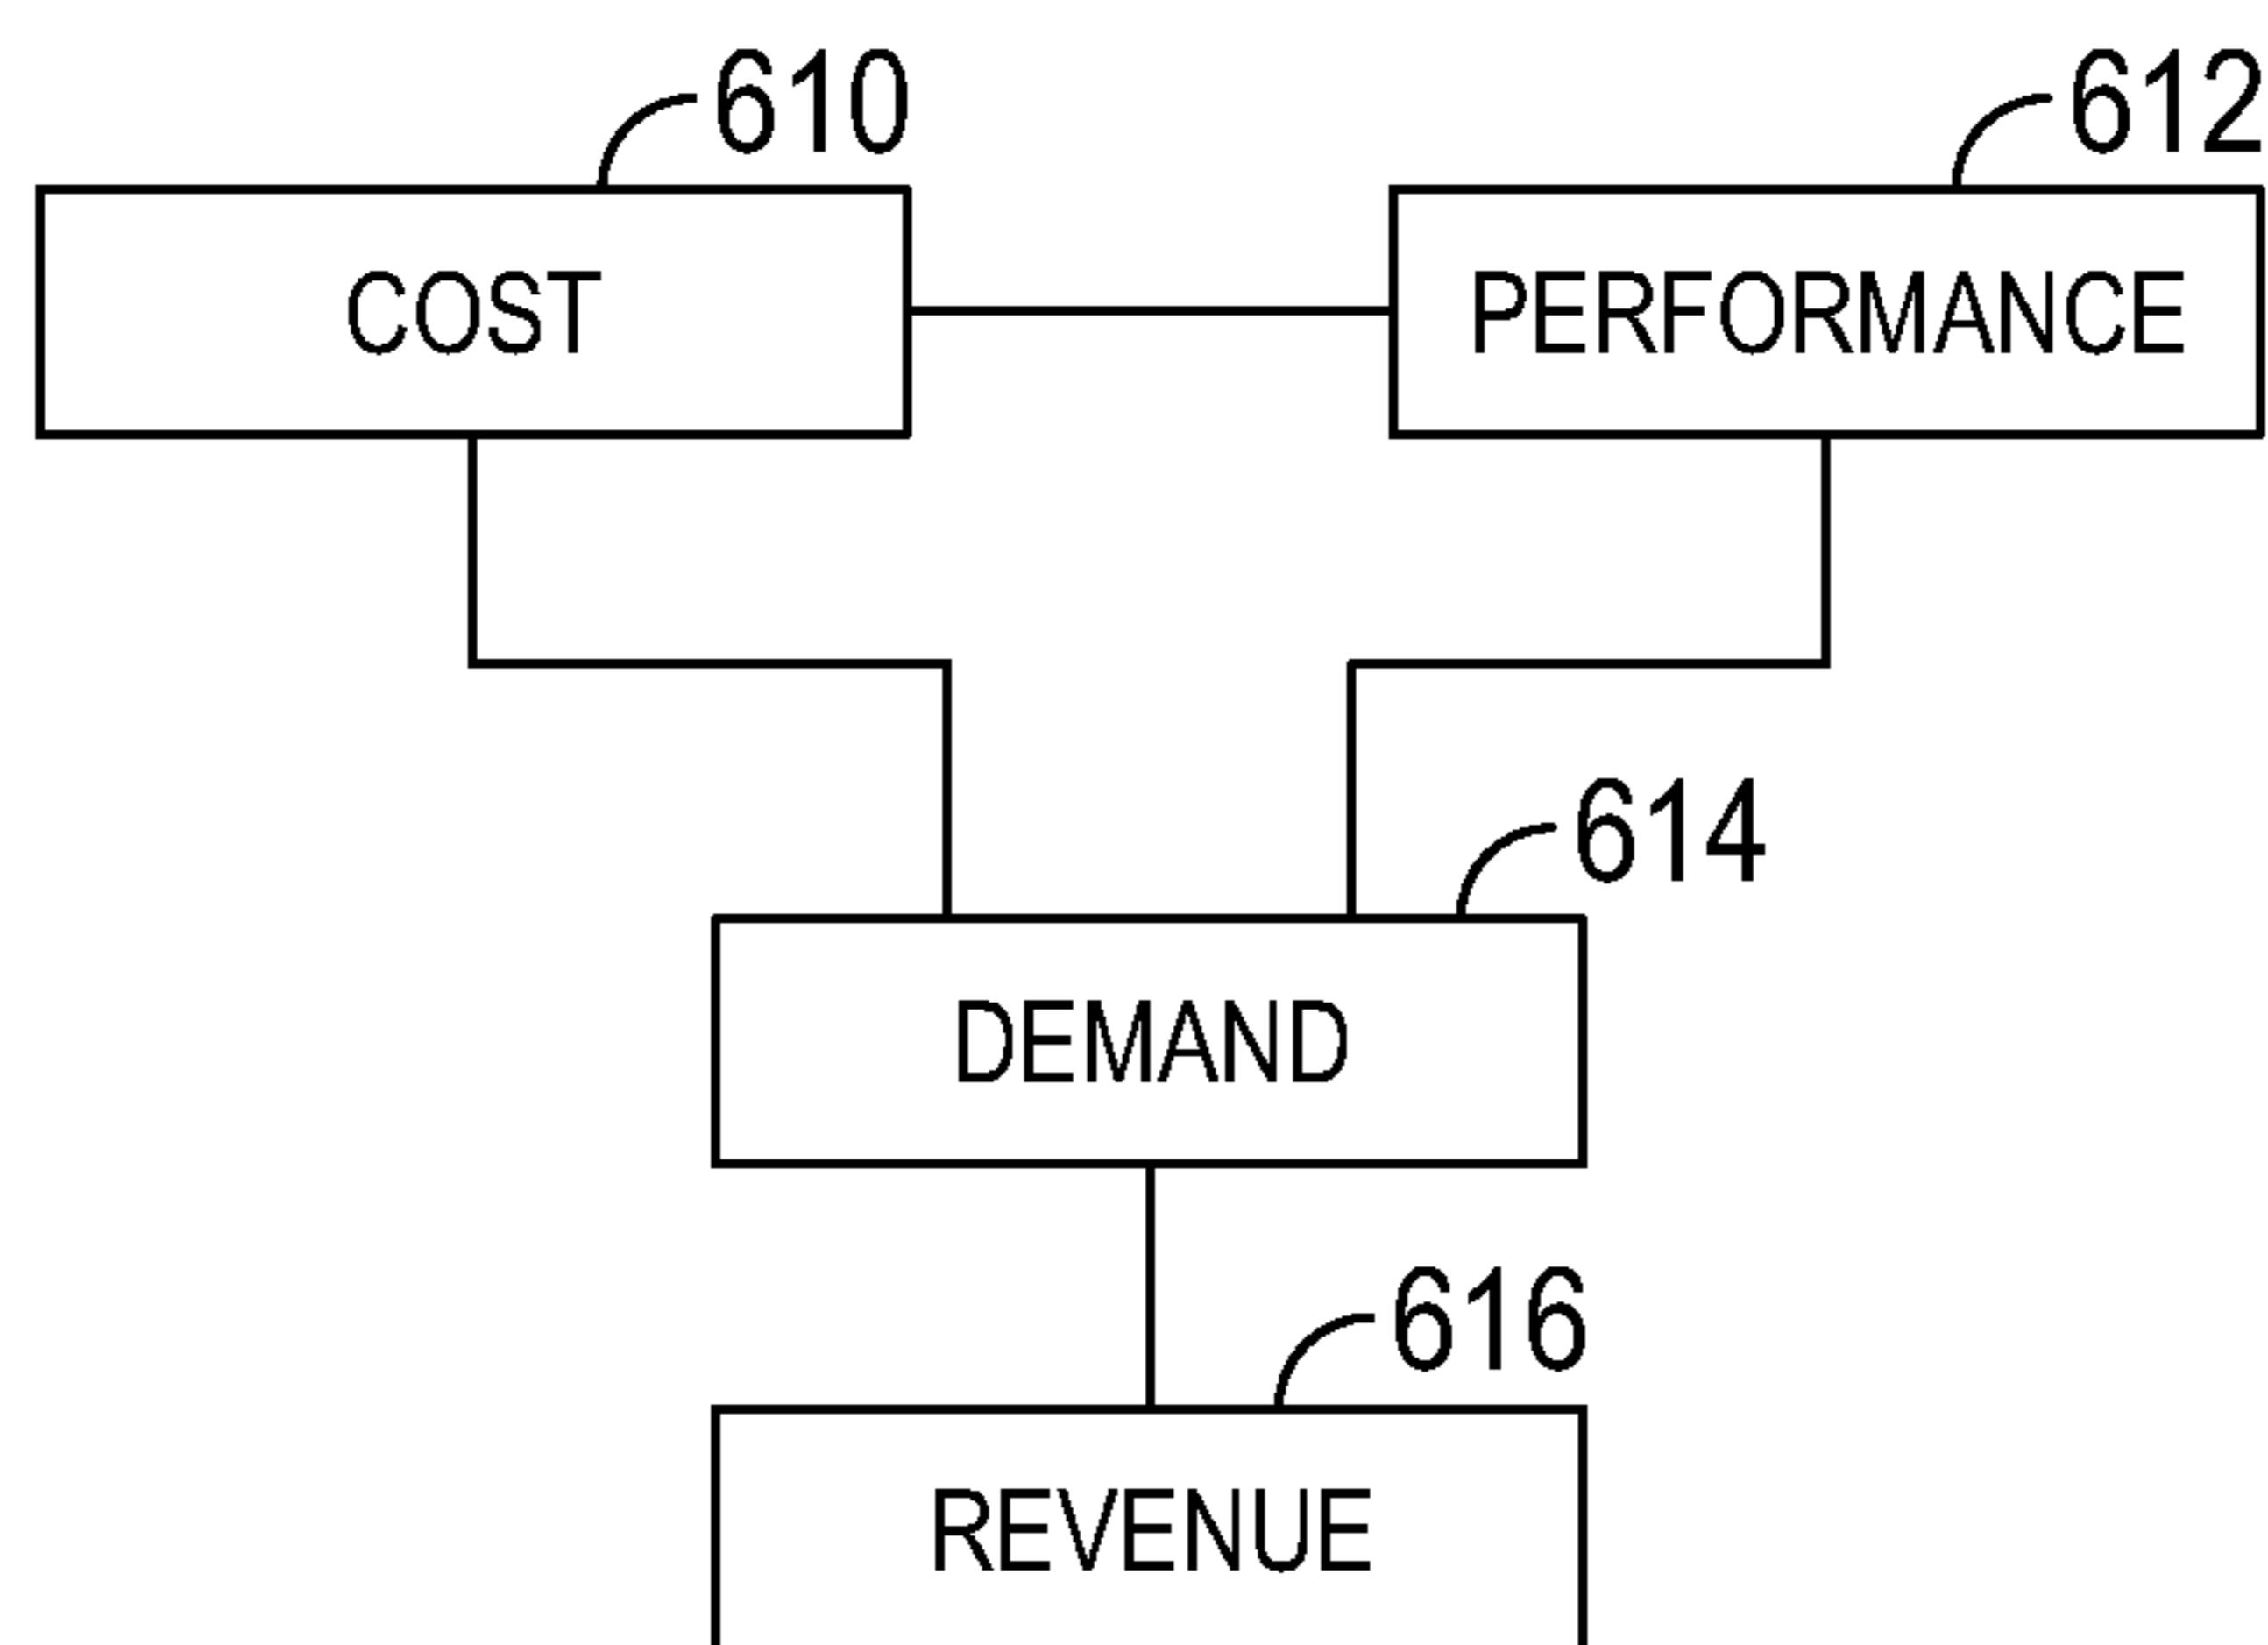 610
612
COST
PERFORMANCE
614
DEMAND
616
REVENUE